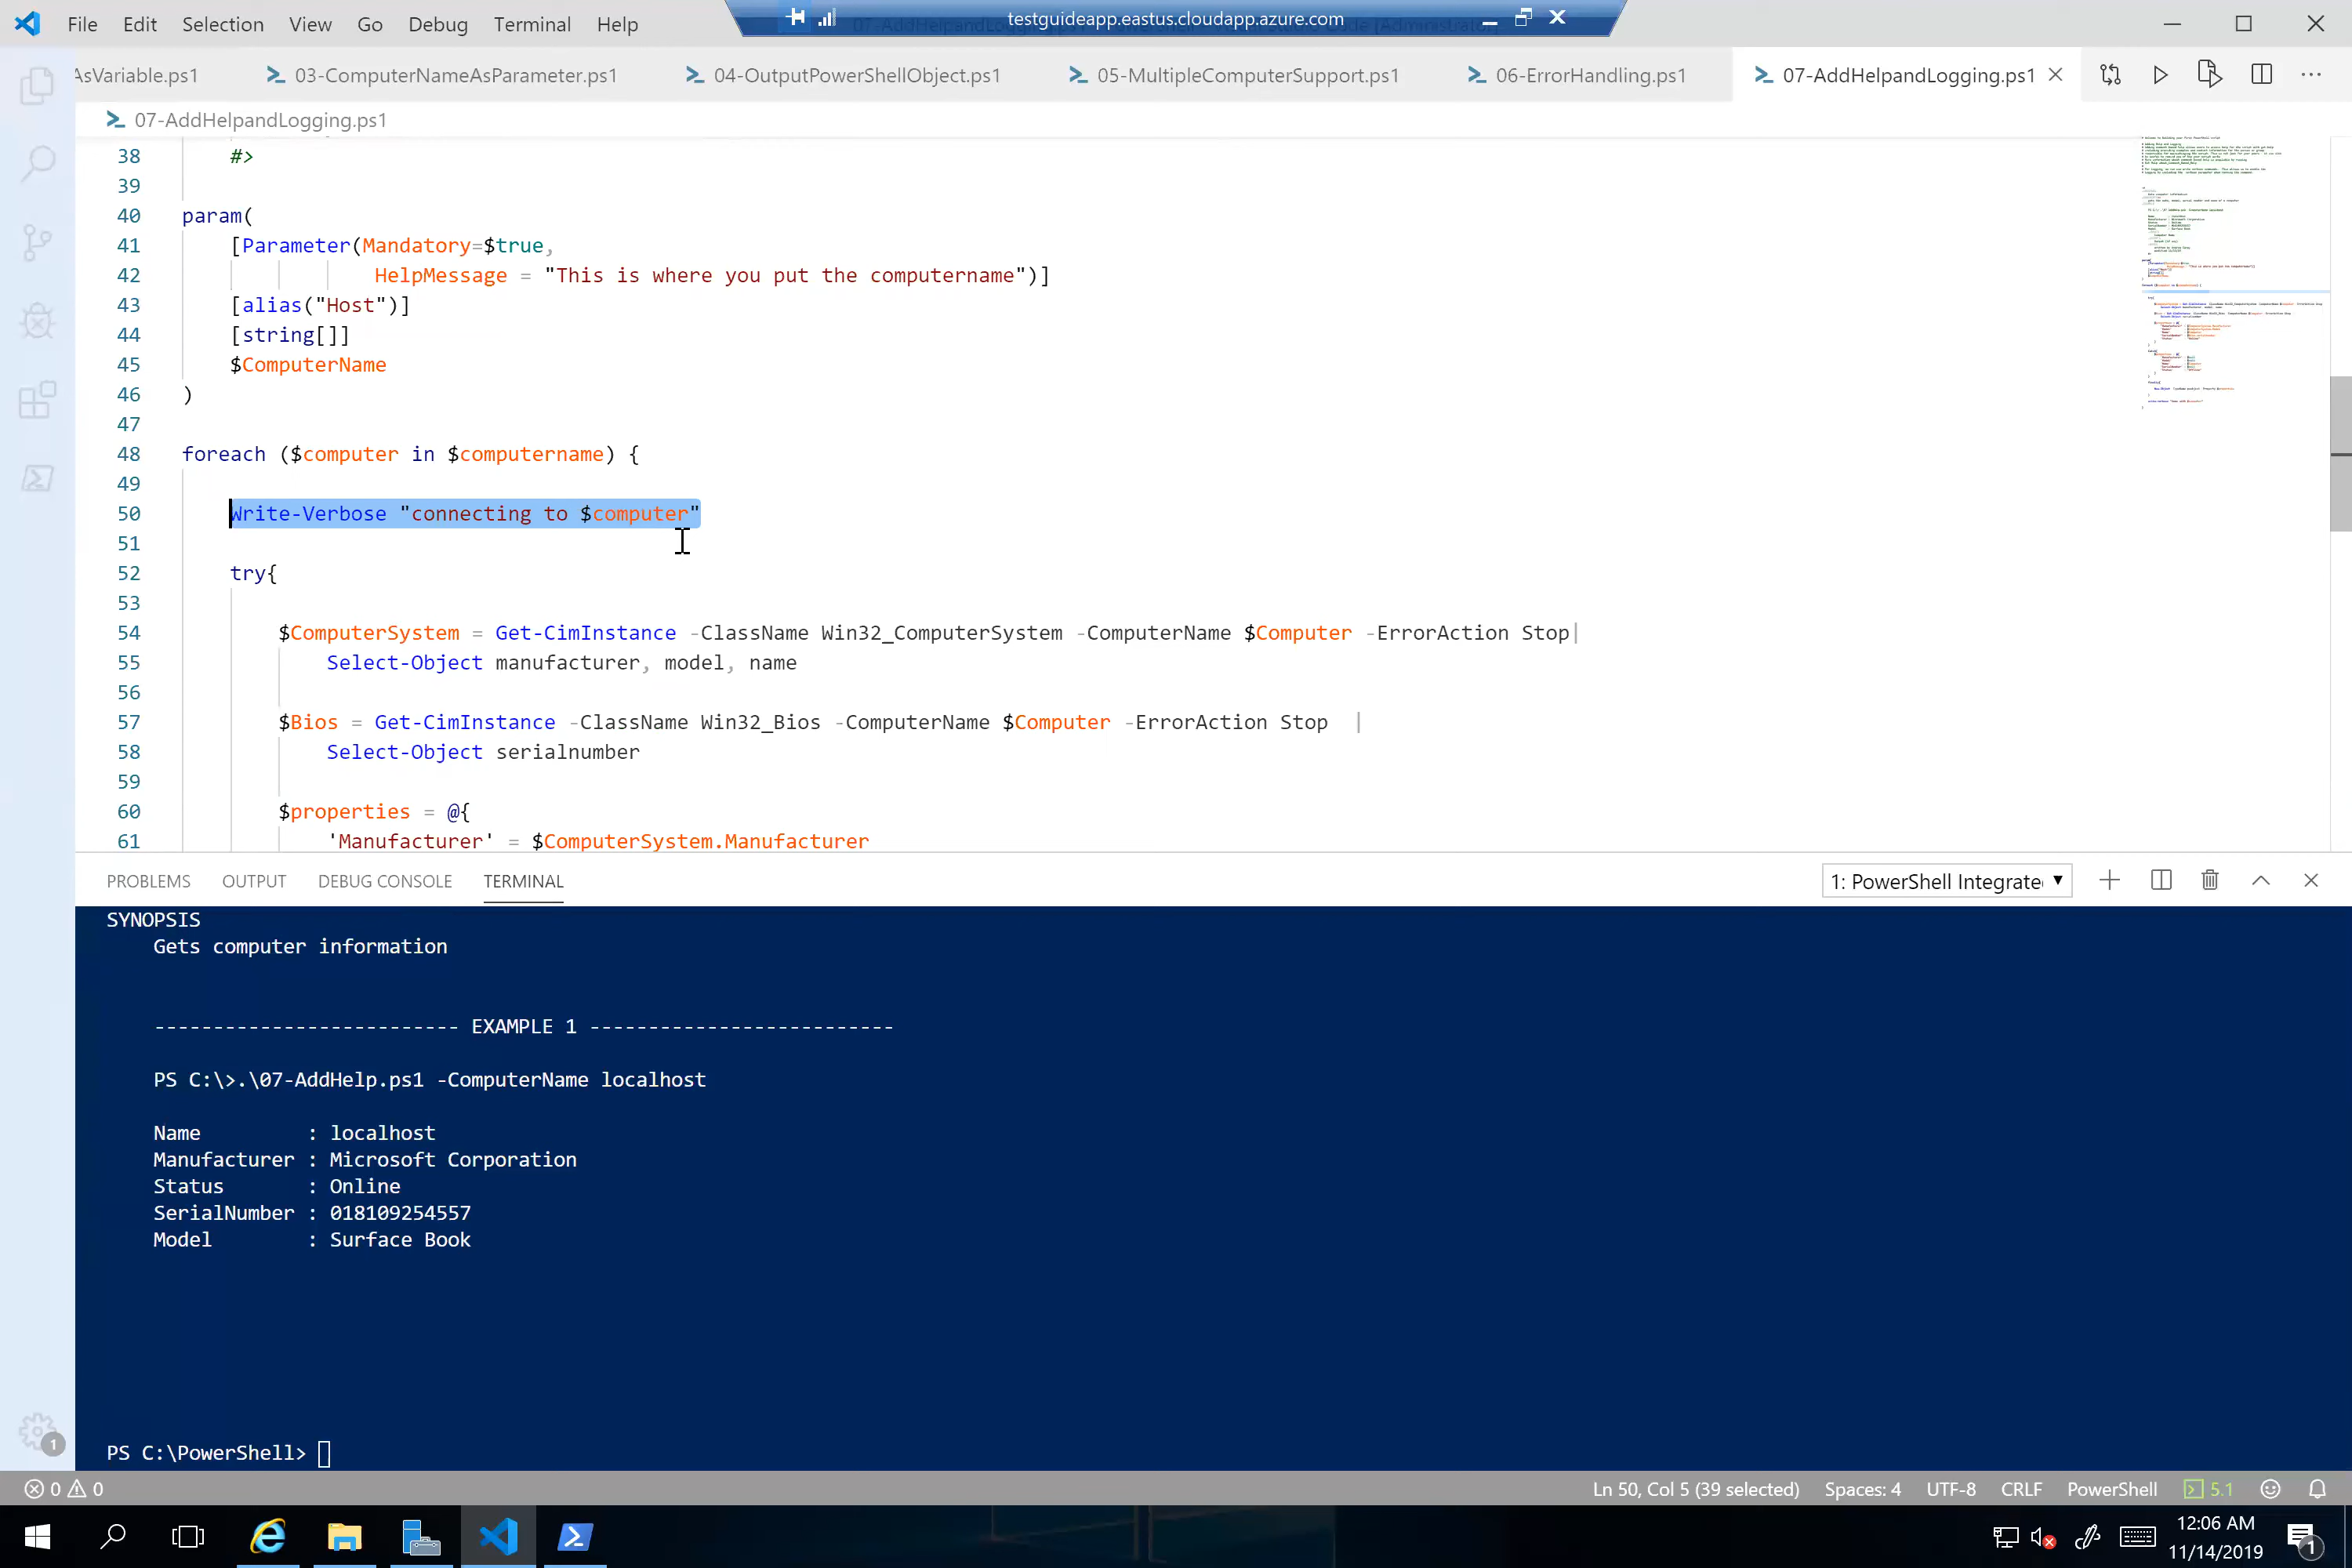 File Edit Selection View Go Debug Terminal Help
testguideapp.eastus.cloudapp.azure.com
AsVariable.ps1 03-ComputerNameAsParameter.ps1 04-OutputPowerShellObject.ps1 05-MultipleComputerSupport.ps1 06-ErrorHandling.ps1 07-AddHelpandLogging.ps1
07-AddHelpandLogging.ps1
38 #>
39
40 param(
41 [Parameter(Mandatory=$true,
42 HelpMessage = "This is where you put the computername")]
43 [alias("Host")]
44 [string[]]
45 $ComputerName
46 )
47
48 foreach ($computer in $computername) {
49
50 Write-Verbose "connecting to $computer"
51
52 try{
53
54 $ComputerSystem = Get-CimInstance -ClassName Win32_ComputerSystem -ComputerName $Computer -ErrorAction Stop|
55 Select-Object manufacturer, model, name
56
57 $Bios = Get-CimInstance -ClassName Win32_Bios -ComputerName $Computer -ErrorAction Stop |
58 Select-Object serialnumber
59
60 $properties = @{
61 'Manufacturer' = $ComputerSystem.Manufacturer
PROBLEMS OUTPUT DEBUG CONSOLE TERMINAL 1: PowerShell Integrate
SYNOPSIS
Gets computer information
-------------------------- EXAMPLE 1 --------------------------
PS C:\>.\07-AddHelp.ps1 -ComputerName localhost
Name : localhost
Manufacturer : Microsoft Corporation
Status : Online
SerialNumber : 018109254557
Model : Surface Book
PS C:\PowerShell>
1
0 0 Ln 50, Col 5 (39 selected) Spaces: 4 UTF-8 CRLF PowerShell 5.1
12:06 AM
11/14/2019
1